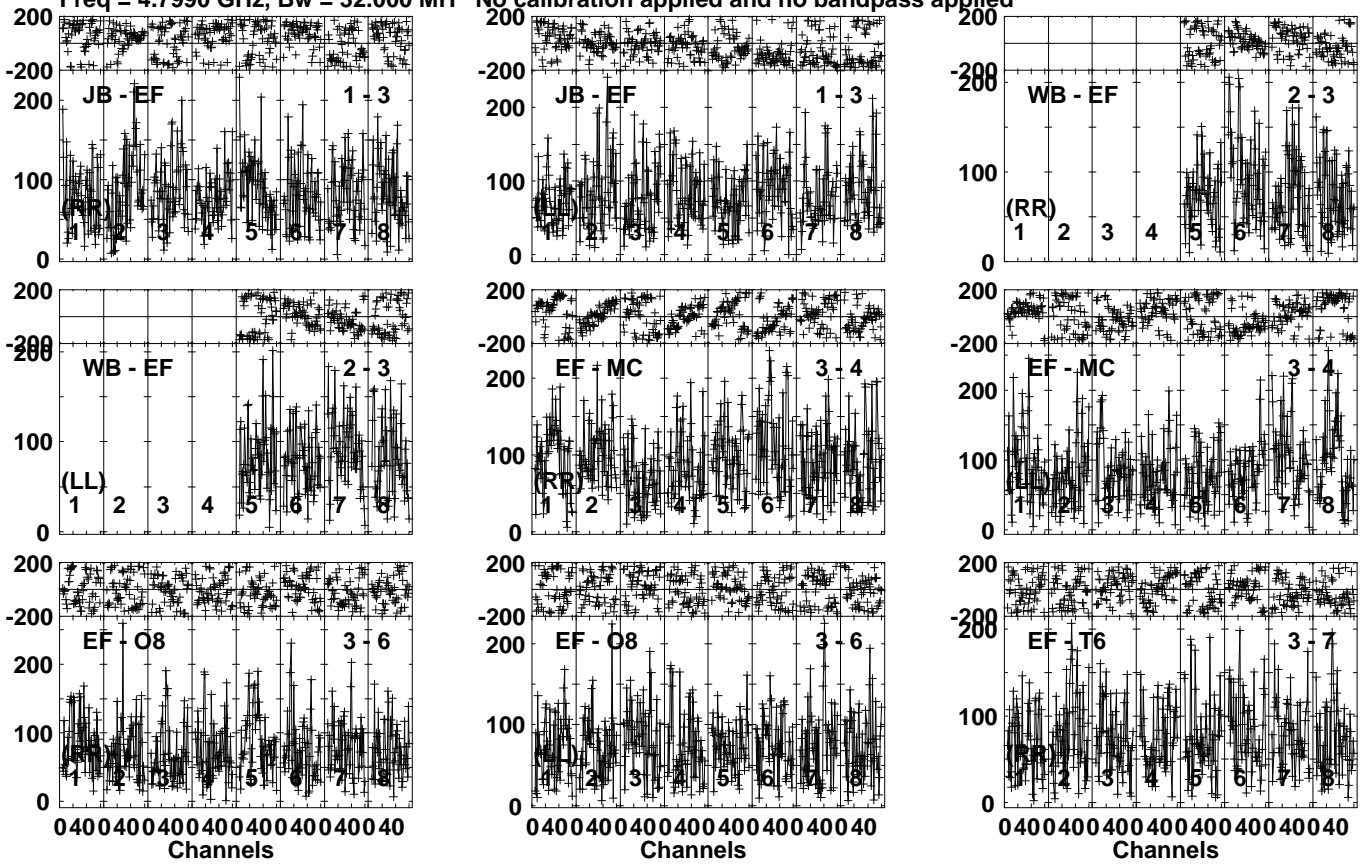 Freq = 4.7990 GHz, Bw = 32.000 MH No calibration applied and no bandpass applied
200 200 200
-200 -200 -200
200 200 200
JB - EF 1 - 3 JB - EF 1 - 3 WB - EF 2 - 3
100 100 100
(RR) (LL) (RR)
1 2 3 4 5 6 7 8 1 2 3 4 5 6 7 8 1 2 3 4 5 6 7 8
0 0 0
200 200 200
-200 -200 -200
200 200 200
WB - EF 2 - 3 EF - MC 3 - 4 EF - MC 3 - 4
100 100 100
(LL) (RR) (LL)
1 2 3 4 5 6 7 8 1 2 3 4 5 6 7 8 1 2 3 4 5 6 7 8
0 0 0
200 200 200
-200 -200 -200
200 200 200
EF - O8 3 - 6 EF - O8 3 - 6 EF - T6 3 - 7
100 100 100
(RR) (LL) (RR)
1 2 3 4 5 6 7 8 1 2 3 4 5 6 7 8 1 2 3 4 5 6 7 8
0 0 0
0 40 0 40 0 40 0 40 0 40 0 40 0 40 0 40 0 40 0 40 0 40 0 40 0 40 0 40 0 40 0 40 0 40 0 40 0 40 0 40 0 40 0 40 0 40 0 40
Channels Channels Channels